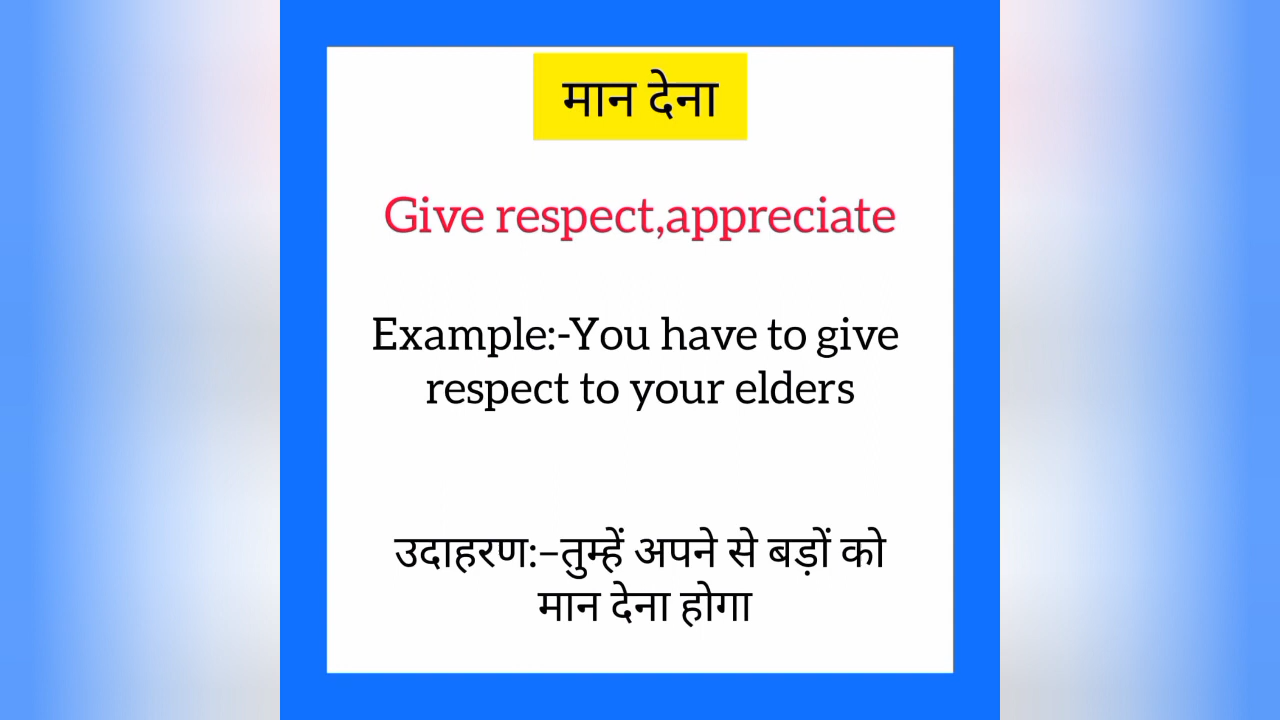 मान देना
Give respect,appreciate
Example:-You have to give
respect to your elders
उदाहरण:–तुम्हें अपने से बड़ों को
मान देना होगा